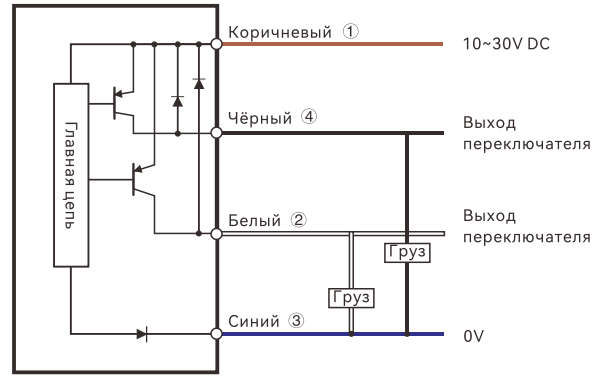 Коричневый ①
10~30V DC
Чёрный ④
Выход
переключателя
Главная цепь
Белый ②
Выход
переключателя
Груз
Груз
Синий ③
0V